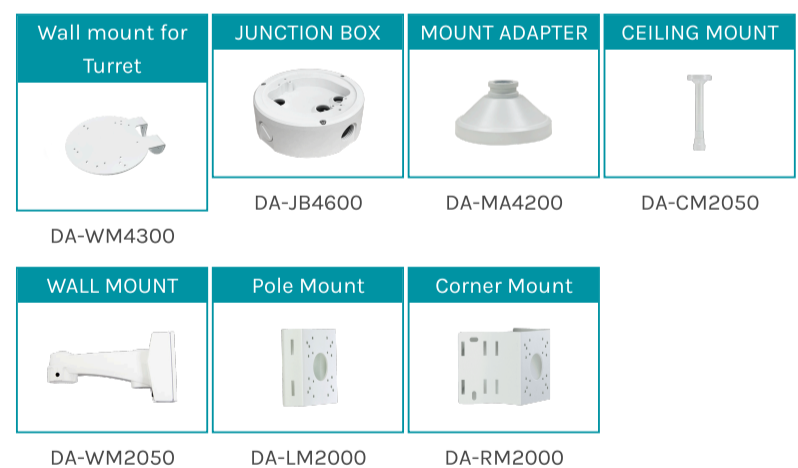 Wall mount for
Turret
JUNCTION BOX
MOUNT ADAPTER
CEILING MOUNT
DA-WM4300
DA-JB4600
DA-MA4200
DA-CM2050
WALL MOUNT
Pole Mount
Corner Mount
DA-WM2050
DA-LM2000
DA-RM2000